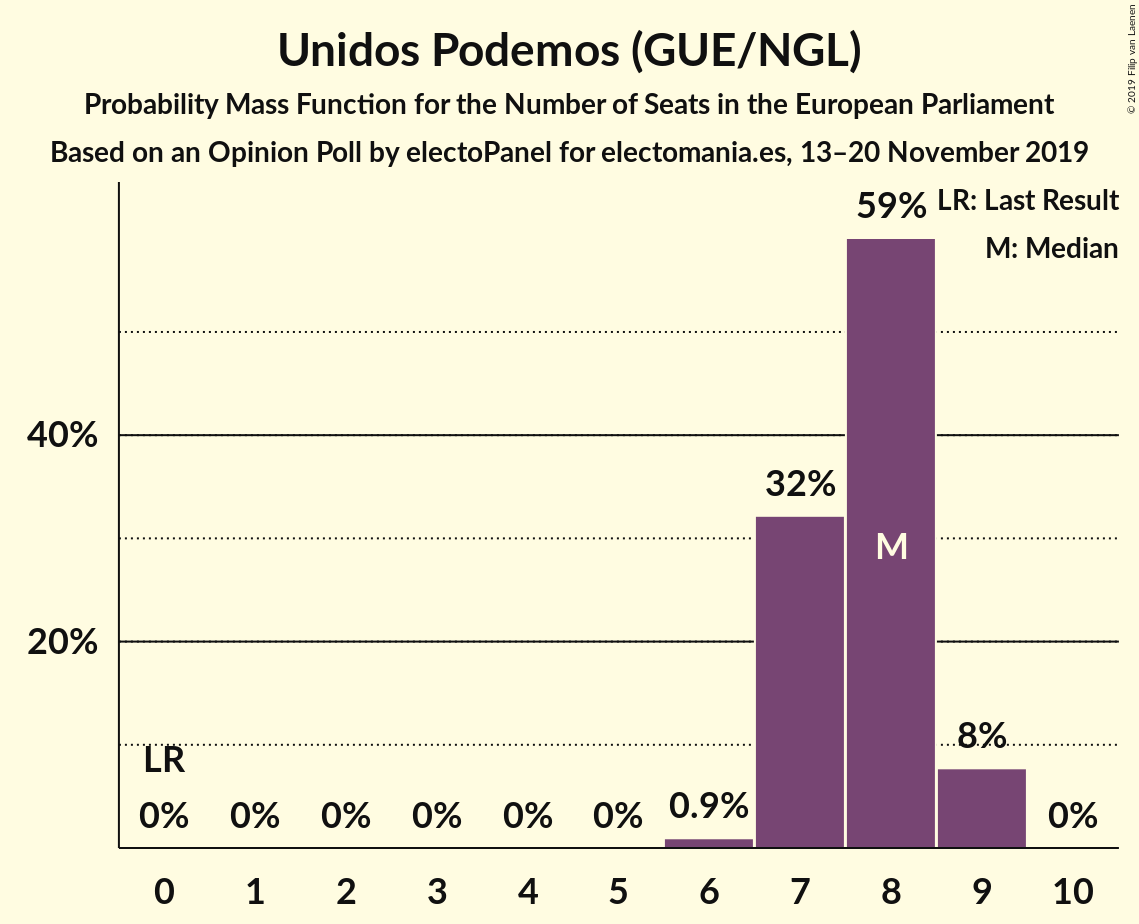 Unidos Podemos (GUE/NGL)
Probability Mass Function for the Number of Seats in the European Parliament
Based on an Opinion Poll by electoPanel for electomania.es, 13–20 November 2019
© 2019 Filip van Laenen
LR: Last Result
M: Median
59%
40%
32%
M
20%
LR
8%
0% 0% 0% 0% 0% 0% 0.9% 0%
0 1 2 3 4 5 6 7 8 9 10